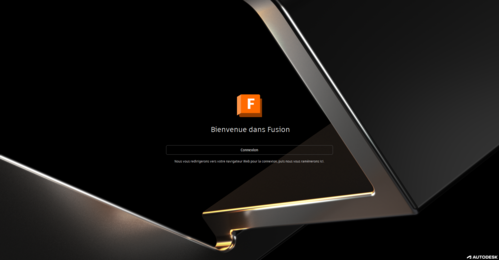 F
Bienvenue dans Fusion
Connexion
Nous vous redirigerons vers votre navigateur Web pour la connexion, puis nous vous ramènerons ici.
AUTODESK